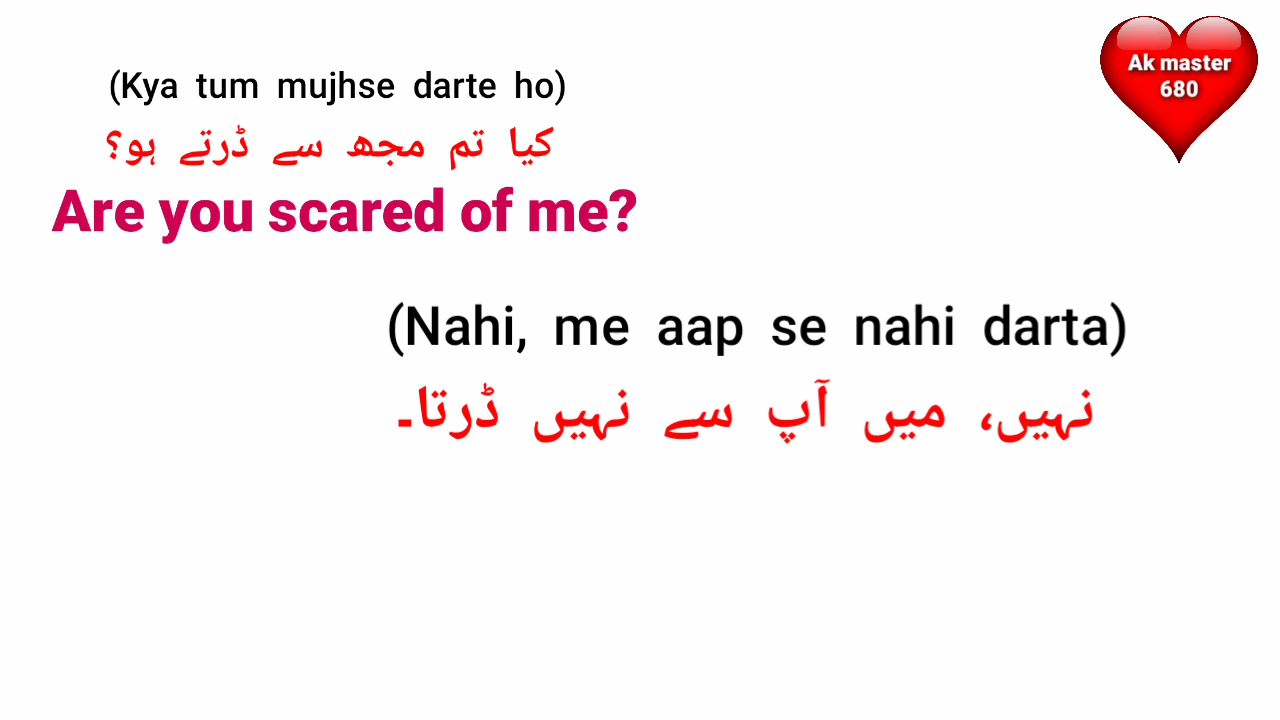 Ak master
680
(Kya tum mujhse darte ho)
کیا تم مجھ سے ڈرتے ہو؟
Are you scared of me?
(Nahi, me aap se nahi darta)
نہیں، میں آپ سے نہیں ڈرتا۔